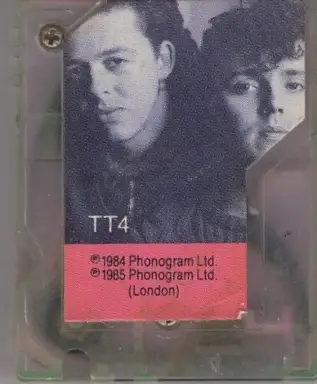 TT4
℗1984 Phonogram Ltd.
℗1985 Phonogram Ltd.
(London)